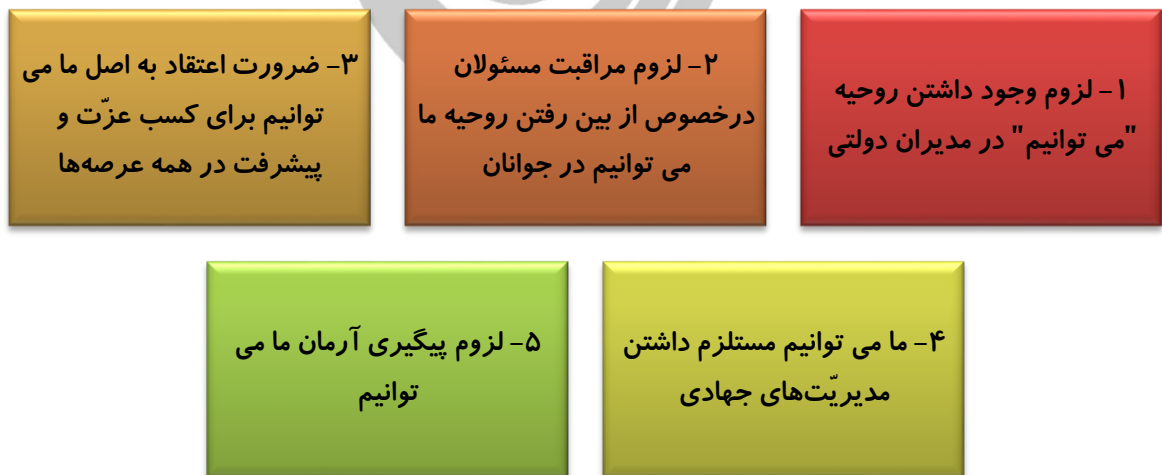 ۱- لزوم وجود داشتن روحیه
"می توانیم" در مدیران دولتی
۲- لزوم مراقبت مسئولان
درخصوص از بین رفتن روحیه ما
می توانیم در جوانان
۳- ضرورت اعتقاد به اصل ما می
توانیم برای کسب عزّت و
پیشرفت در همه عرصه‌ها
۴- ما می توانیم مستلزم داشتن
مدیریّت‌های جهادی
۵- لزوم پیگیری آرمان ما می
توانیم